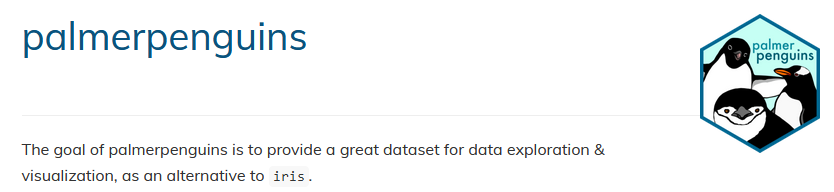 palmerpenguins
palmer
penguins
The goal of palmerpenguins is to provide a great dataset for data exploration &
visualization, as an alternative to iris.